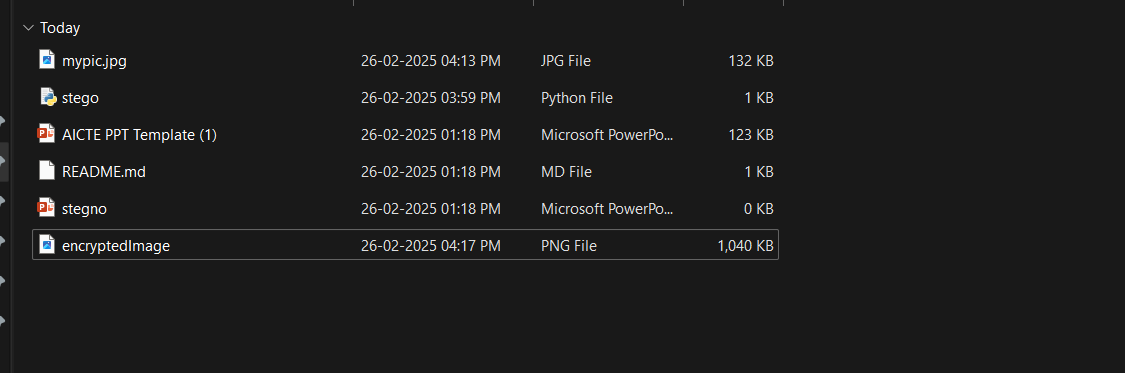 Today
mypic.jpg 26-02-2025 04:13 PM JPG File 132 KB
stego 26-02-2025 03:59 PM Python File 1 KB
AICTE PPT Template (1) 26-02-2025 01:18 PM Microsoft PowerPo... 123 KB
README.md 26-02-2025 01:18 PM MD File 1 KB
stegno 26-02-2025 01:18 PM Microsoft PowerPo... 0 KB
encryptedImage 26-02-2025 04:17 PM PNG File 1,040 KB